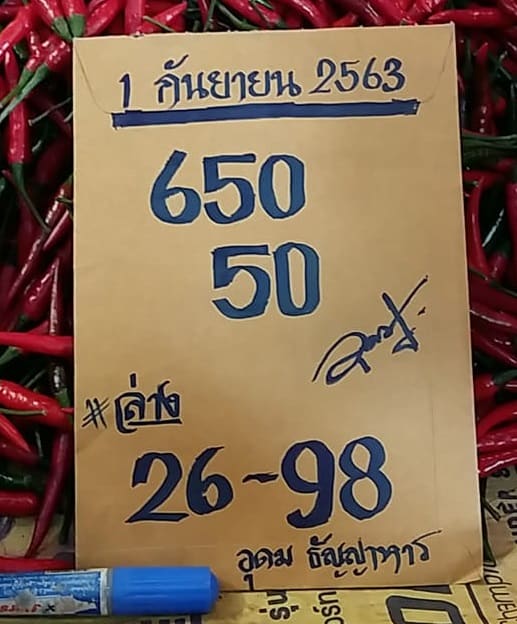 1 กันยายน 2563
650
50
#ล่าง
26-98
อุดม ธัญญาหาร